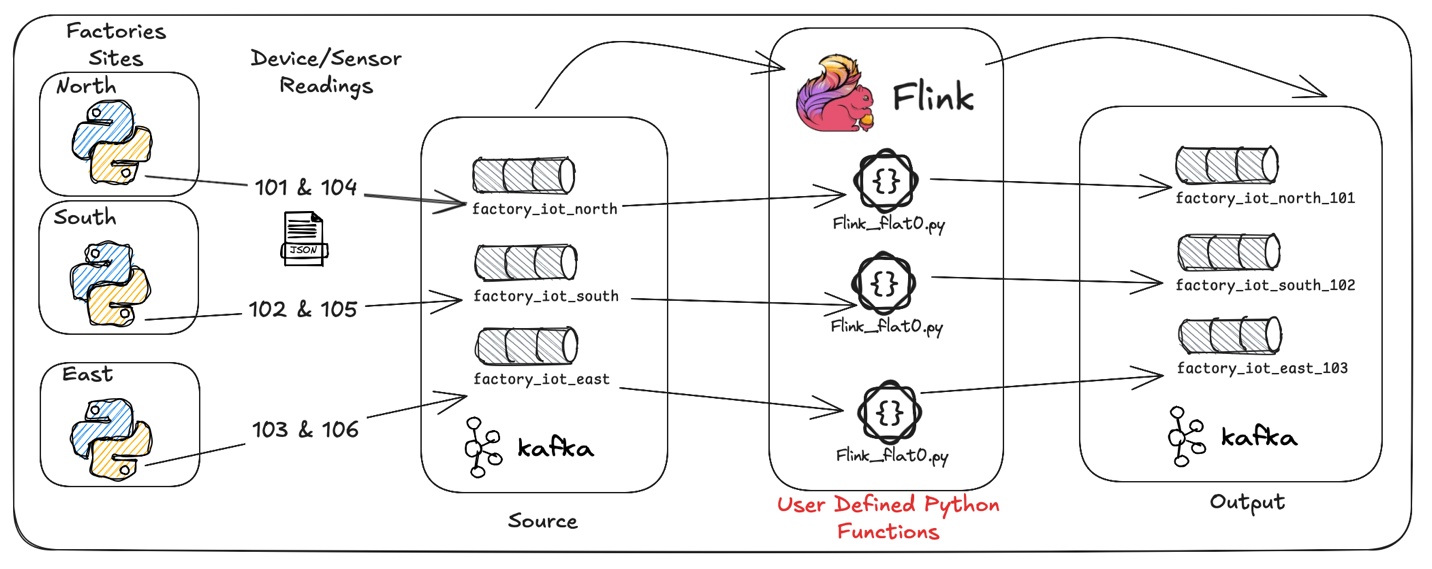 Factories
Sites
North
South
East
Device/Sensor
Readings
101 & 104
JSON
102 & 105
103 & 106
factory_iot_north
factory_iot_south
factory_iot_east
kafka
Source
Flink
Flink_flat0.py
Flink_flat0.py
Flink_flat0.py
User Defined Python
Functions
factory_iot_north_101
factory_iot_south_102
factory_iot_east_103
kafka
Output